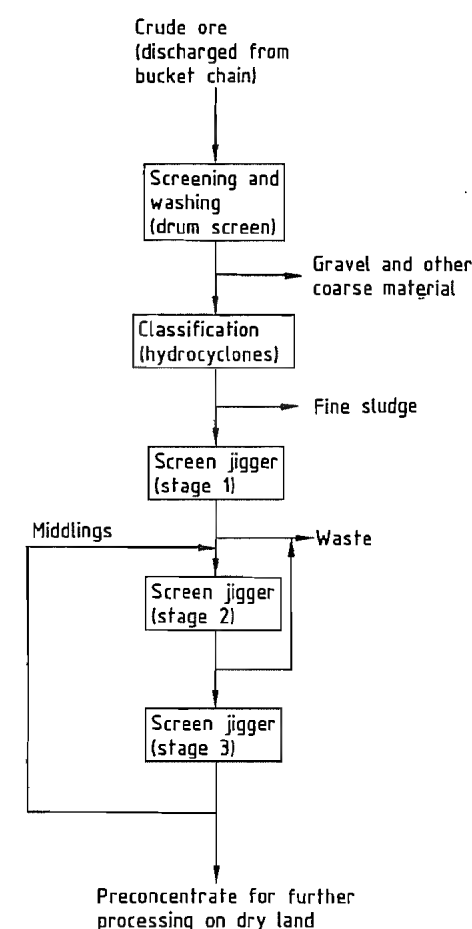 Crude ore
(discharged from
bucket chain)
Screening and
washing
(drum screen)
Gravel and other
coarse material
Classification
(hydrocyclones)
Fine sludge
Screen jigger
(stage 1)
Middlings
Waste
Screen jigger
(stage 2)
Screen jigger
(stage 3)
Preconcentrate for further
processing on dry land